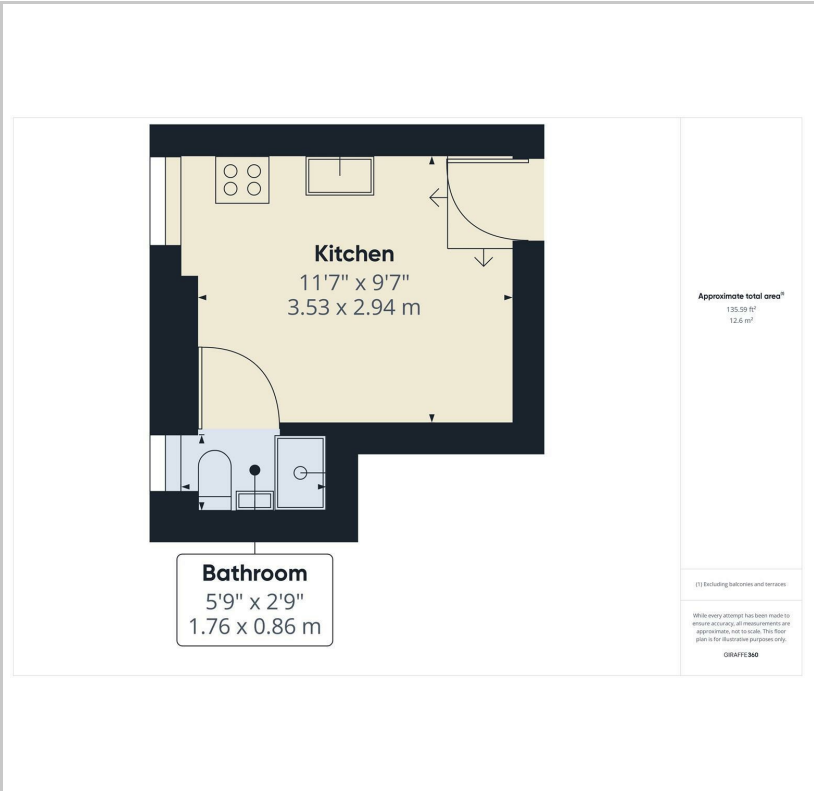 Kitchen
11'7" x 9'7"
3.53 x 2.94 m
Bathroom
5'9" x 2'9"
1.76 x 0.86 m
Approximate total area⁽¹⁾
135.59 ft²
12.6 m²
(1) Excluding balconies and terraces
While every attempt has been made to
ensure accuracy, all measurements are
approximate, not to scale. This floor
plan is for illustrative purposes only.
GIRAFFE360